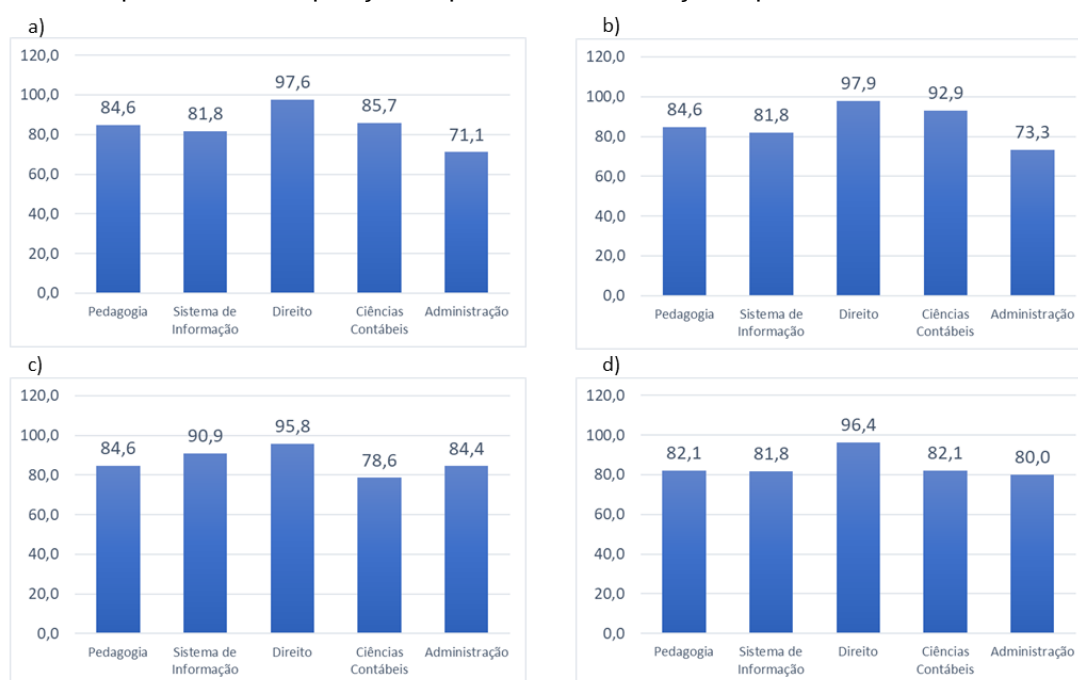 a)
120,0
100,0
80,0
60,0
40,0
20,0
0,0
84,6
81,8
97,6
85,7
71,1
Pedagogia
Sistema de
Informação
Direito
Ciências
Contábeis
Administração
b)
120,0
100,0
80,0
60,0
40,0
20,0
0,0
84,6
81,8
97,9
92,9
73,3
Pedagogia
Sistema de
Informação
Direito
Ciências
Contábeis
Administração
c)
120,0
100,0
80,0
60,0
40,0
20,0
0,0
84,6
90,9
95,8
78,6
84,4
Pedagogia
Sistema de
Informação
Direito
Ciências
Contábeis
Administração
d)
120,0
100,0
80,0
60,0
40,0
20,0
0,0
82,1
81,8
96,4
82,1
80,0
Pedagogia
Sistema de
Informação
Direito
Ciências
Contábeis
Administração